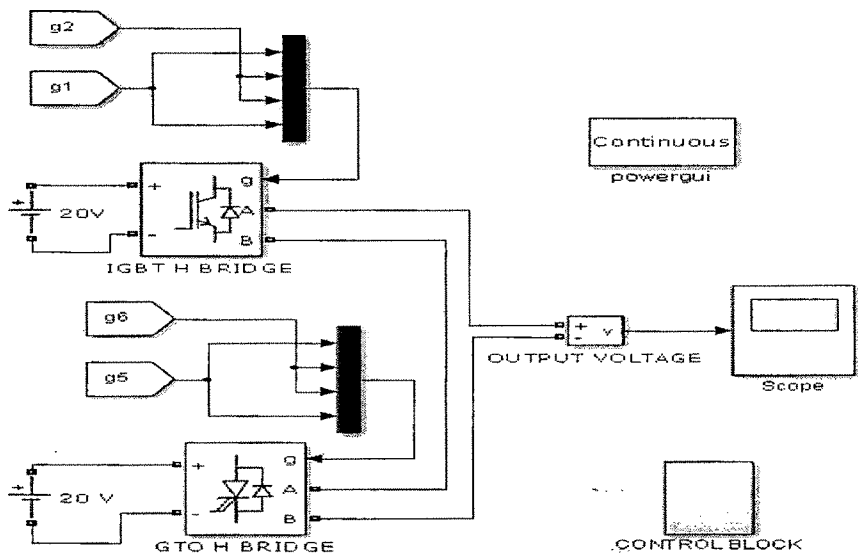 g2
g1
g
+
20V
A
-
B
IGBT H BRIDGE
Continuous
powergui
g6
g5
+
-
v
OUTPUT VOLTAGE
Scope
g
+
20 V
A
-
B
GTO H BRIDGE
CONTROL BLOCK